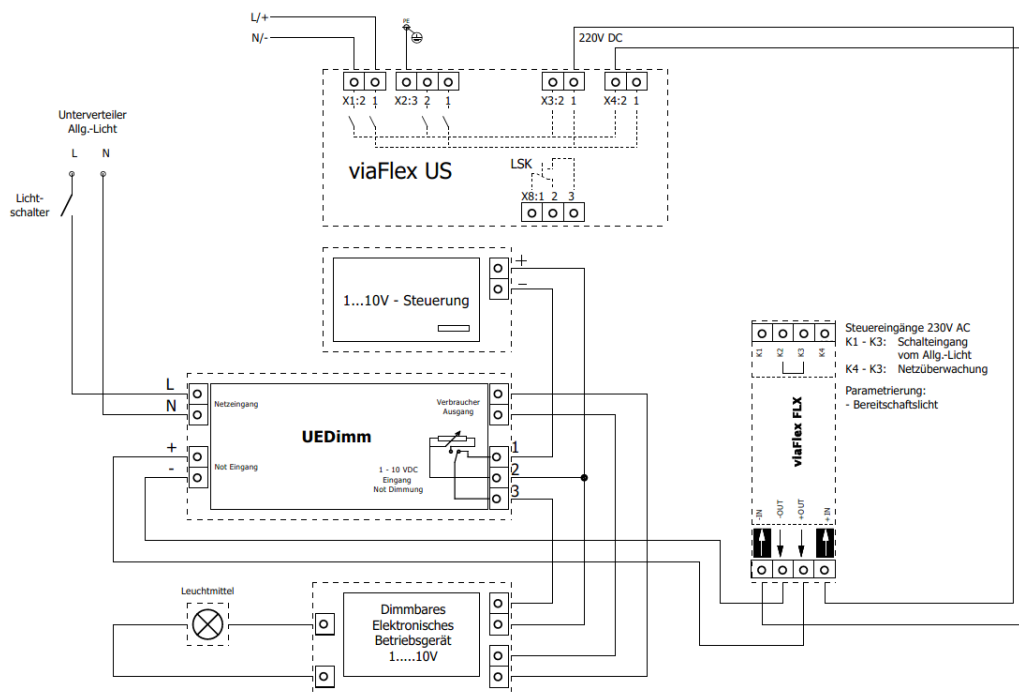 L/+
N/-
PE
220V DC
X1:2 1 X2:3 2 1 X3:2 1 X4:2 1
Unterverteiler
Allg.-Licht
L N
viaFlex US
LSK
X8:1 2 3
Licht-
schalter
+
1...10V - Steuerung
-
K1 K2 K3 K4
Steuereingänge 230V AC
K1 - K3: Schalteingang
vom Allg.-Licht
K4 - K3: Netzüberwachung
Parametrierung:
- Bereitschaftslicht
viaFlex FLX
-IN -OUT +OUT +IN
L
N
Netzeingang
Verbraucher
Ausgang
UEDimm
+
-
Not Eingang
1 - 10 VDC
Eingang
Not Dimmung
1
2
3
Leuchtmittel
Dimmbares
Elektronisches
Betriebsgerät
1.....10V